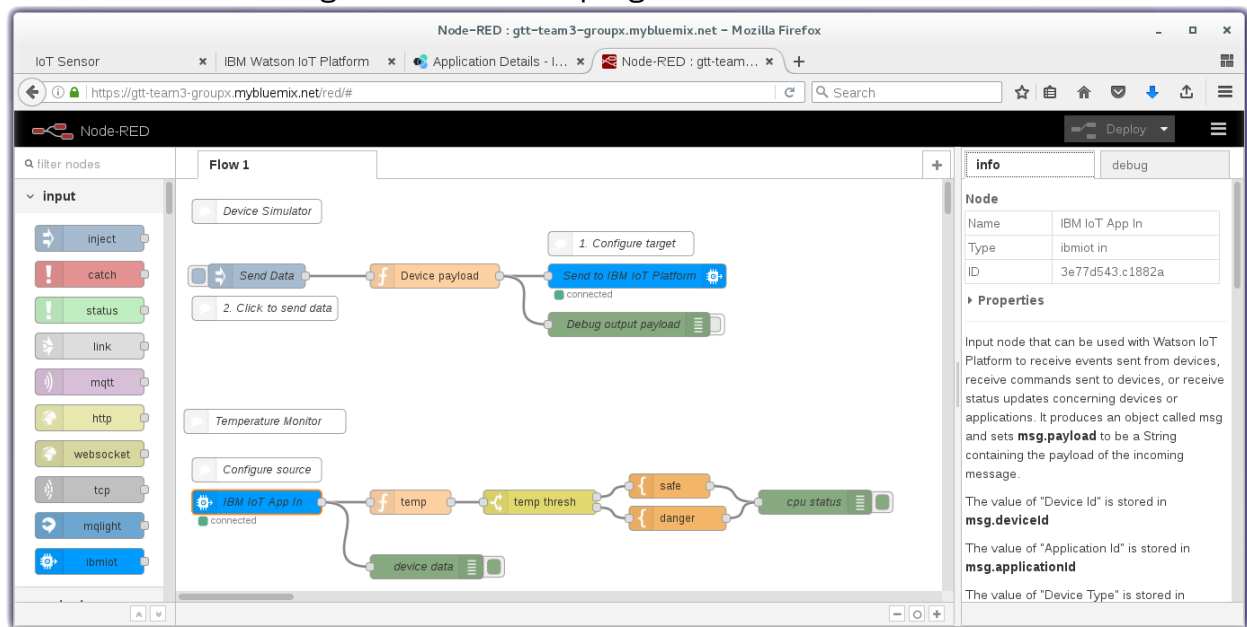 Node-RED : gtt-team3-groupx.mybluemix.net - Mozilla Firefox
IoT Sensor
IBM Watson IoT Platform
Application Details - I...
Node-RED : gtt-team...
https://gtt-team3-groupx.mybluemix.net/red/#
Search
Node-RED
Deploy
filter nodes
Flow 1
info
debug
input
inject
catch
status
link
mqtt
http
websocket
tcp
mqlight
ibmiot
Device Simulator
1. Configure target
Send Data
Device payload
Send to IBM IoT Platform
connected
2. Click to send data
Debug output payload
Temperature Monitor
Configure source
IBM IoT App In
connected
temp
temp thresh
safe
danger
cpu status
device data
Node
Name IBM IoT App In
Type ibmiot in
ID 3e77d543.c1882a
Properties
Input node that can be used with Watson IoT
Platform to receive events sent from devices,
receive commands sent to devices, or receive
status updates concerning devices or
applications. It produces an object called msg
and sets msg.payload to be a String
containing the payload of the incoming
message.
The value of "Device Id" is stored in
msg.deviceId
The value of "Application Id" is stored in
msg.applicationId
The value of "Device Type" is stored in